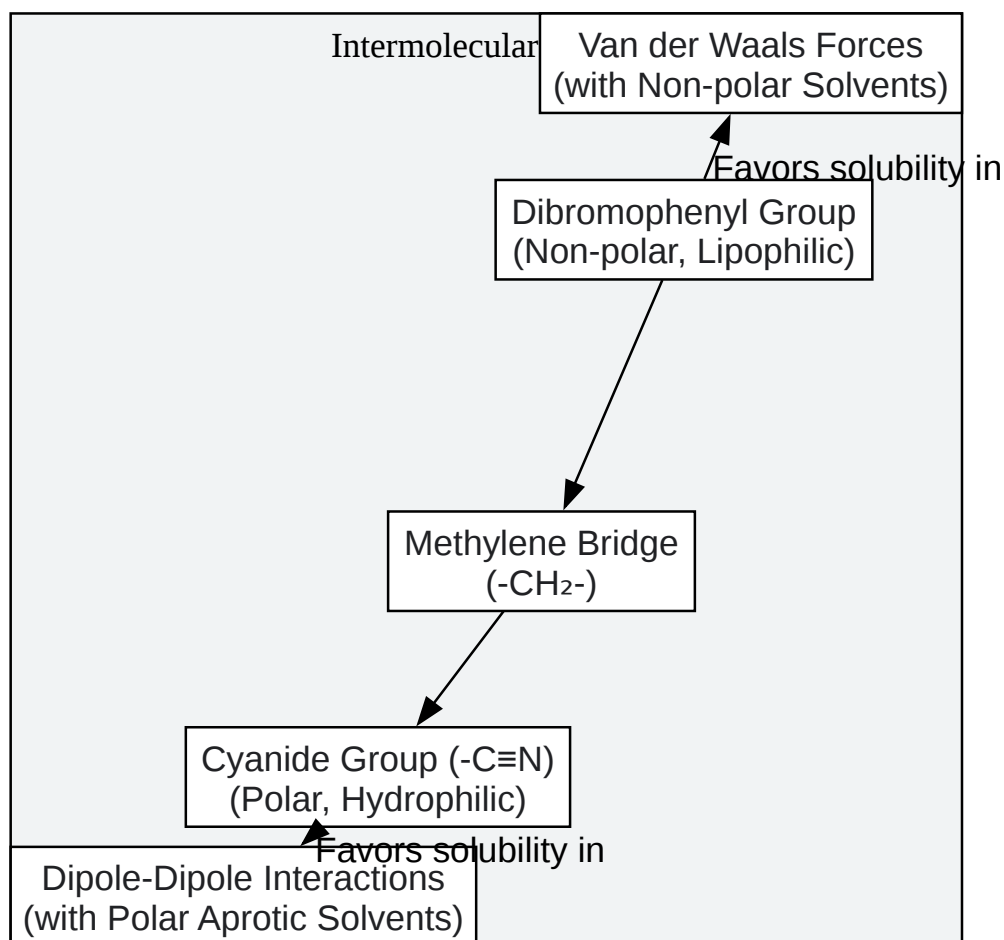 Intermolecular
Van der Waals Forces
(with Non-polar Solvents)
Favors solubility in
Dibromophenyl Group
(Non-polar, Lipophilic)
Methylene Bridge
(-CH₂-)
Cyanide Group (-C≡N)
(Polar, Hydrophilic)
Favors solubility in
Dipole-Dipole Interactions
(with Polar Aprotic Solvents)